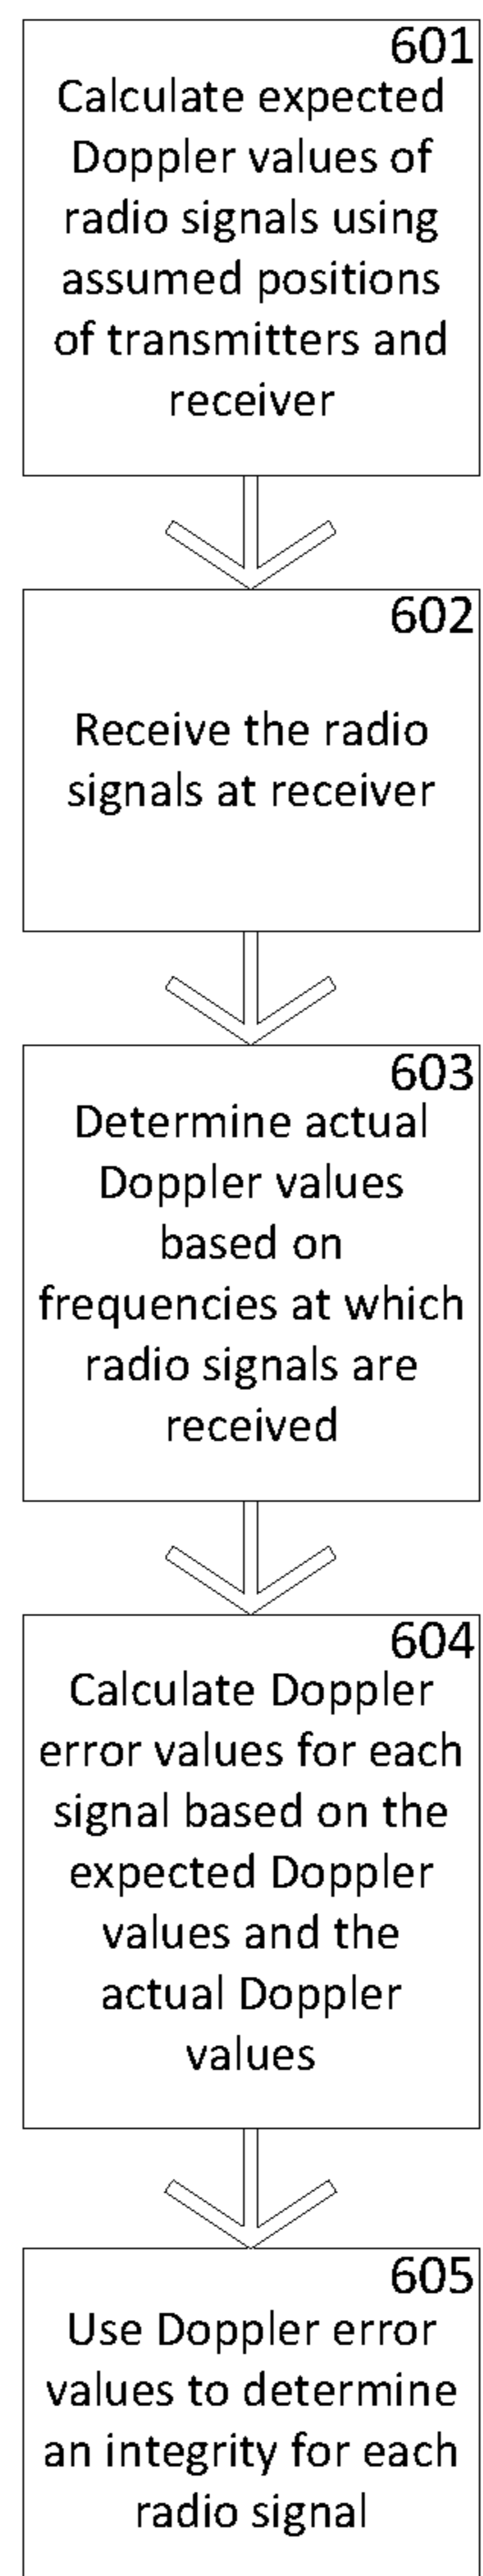 601
Calculate expected
Doppler values of
radio signals using
assumed positions
of transmitters and
receiver
602
Receive the radio
signals at receiver
603
Determine actual
Doppler values
based on
frequencies at which
radio signals are
received
604
Calculate Doppler
error values for each
signal based on the
expected Doppler
values and the
actual Doppler
values
605
Use Doppler error
values to determine
an integrity for each
radio signal